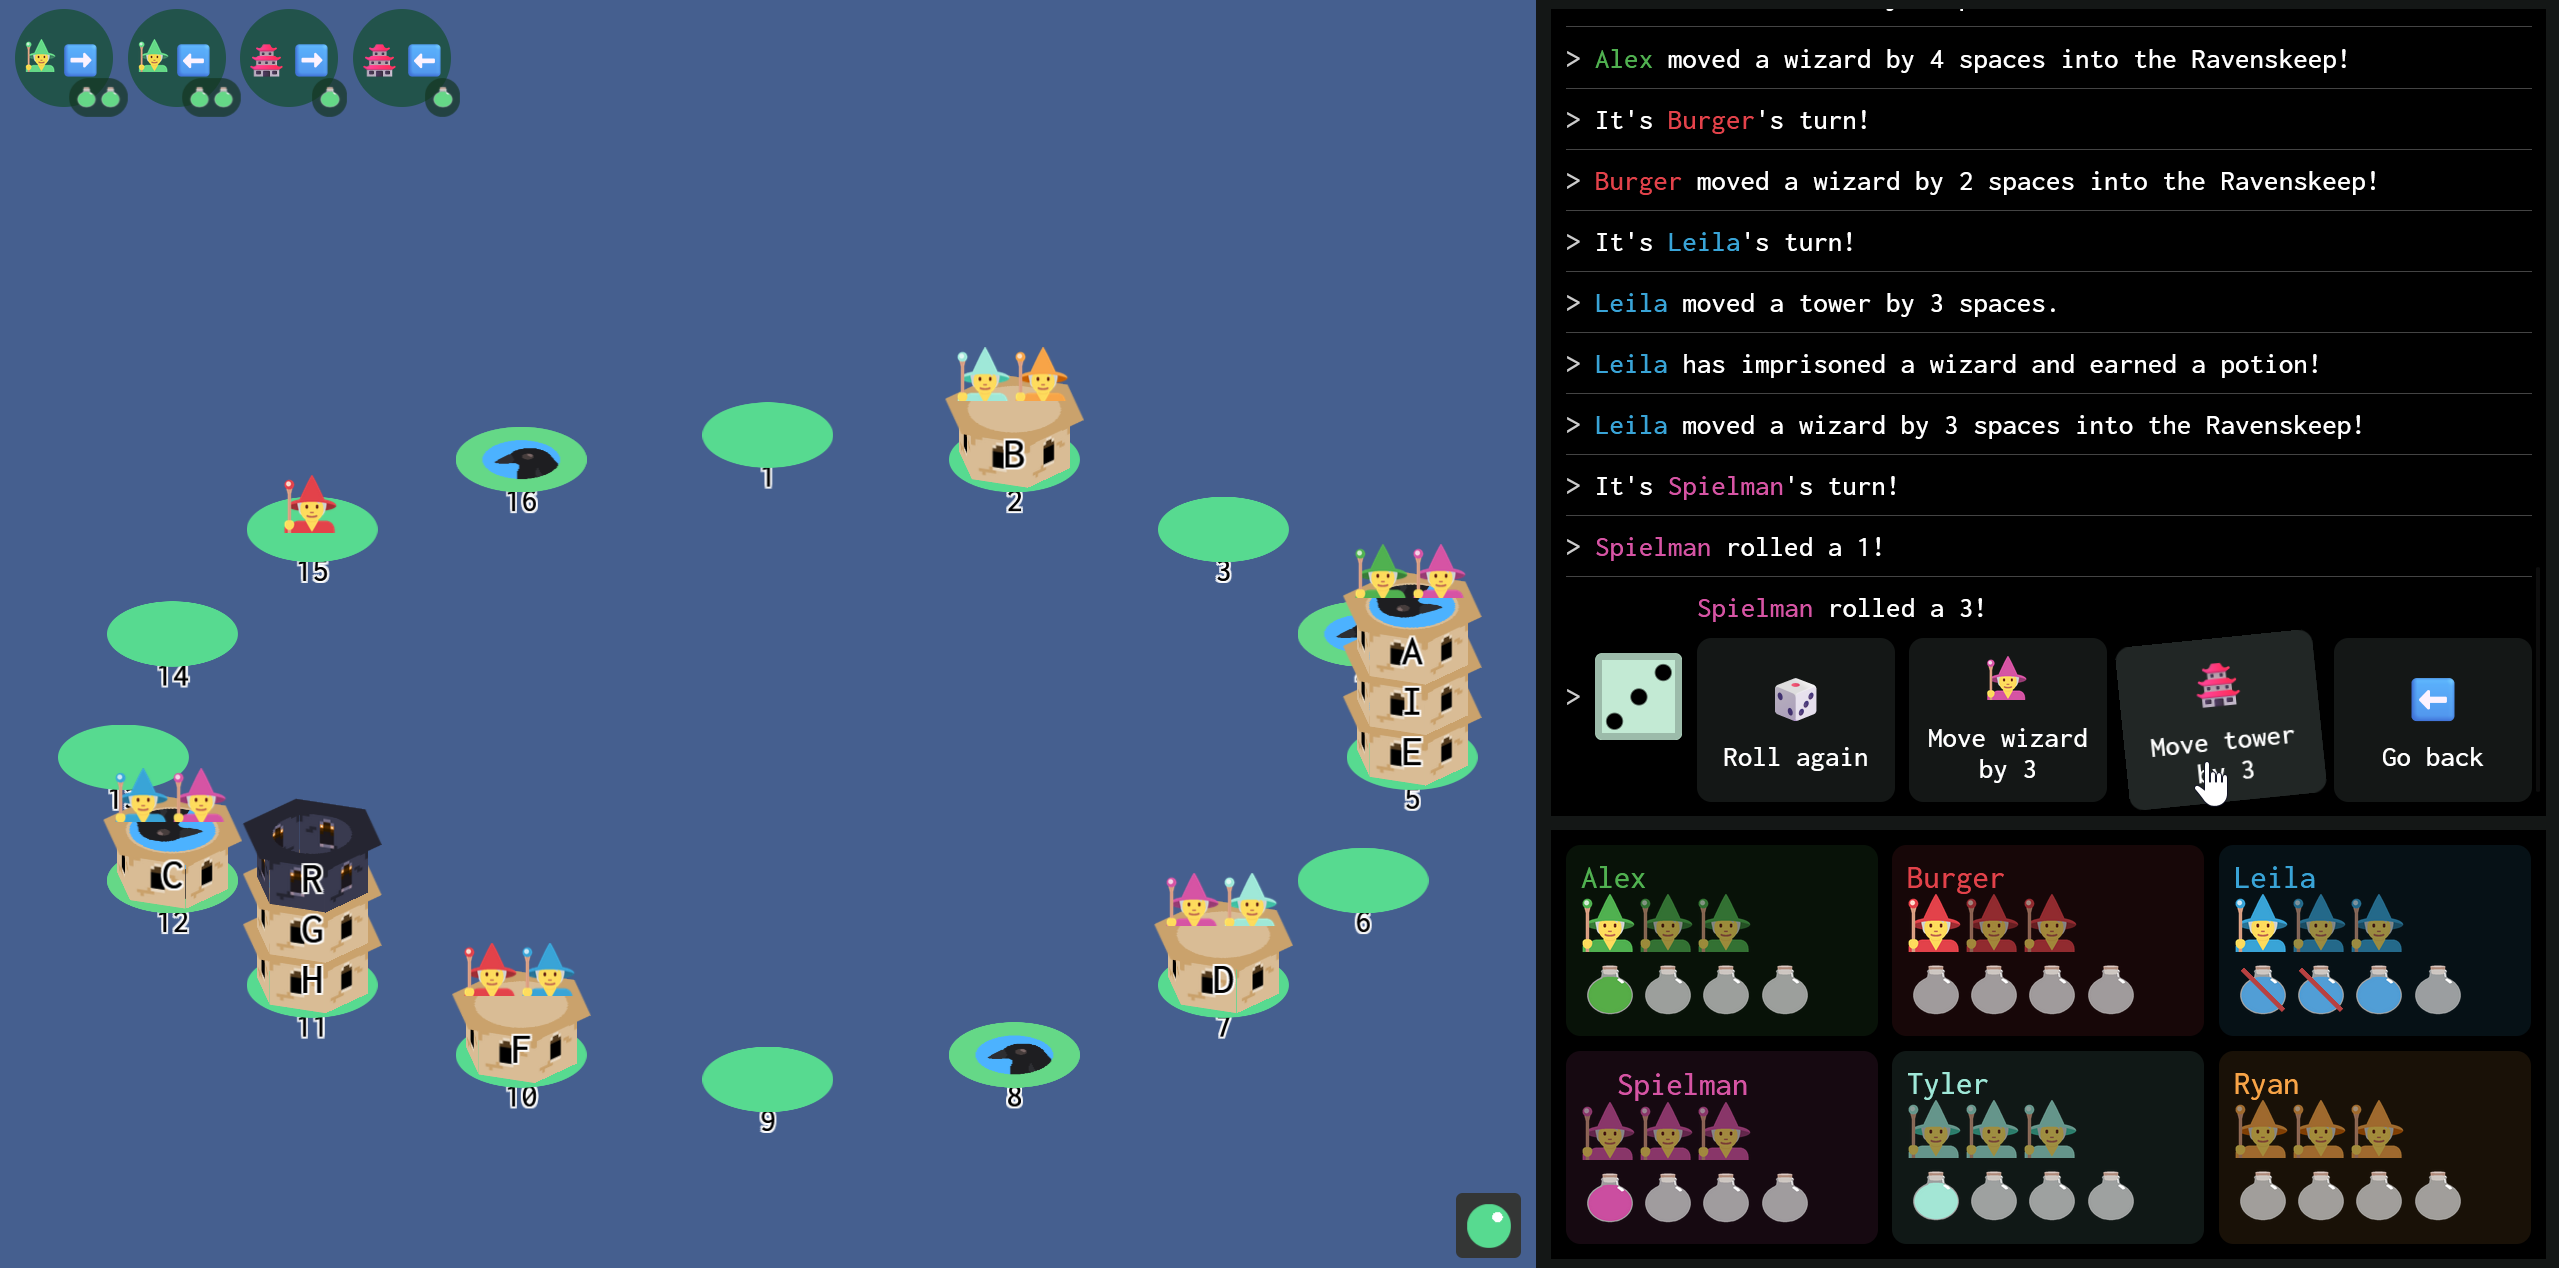 > Alex moved a wizard by 4 spaces into the Ravenskeep!
> It's Burger's turn!
> Burger moved a wizard by 2 spaces into the Ravenskeep!
> It's Leila's turn!
> Leila moved a tower by 3 spaces.
> Leila has imprisoned a wizard and earned a potion!
> Leila moved a wizard by 3 spaces into the Ravenskeep!
> It's Spielman's turn!
> Spielman rolled a 1!
Spielman rolled a 3!
>
Roll again
Move wizard
by 3
Move tower
by 3
Go back
Alex
Burger
Leila
Spielman
Tyler
Ryan
B
1
16
2
15
3
A
14
I
E
5
C
R
12
G
6
H
D
11
7
F
10
8
9